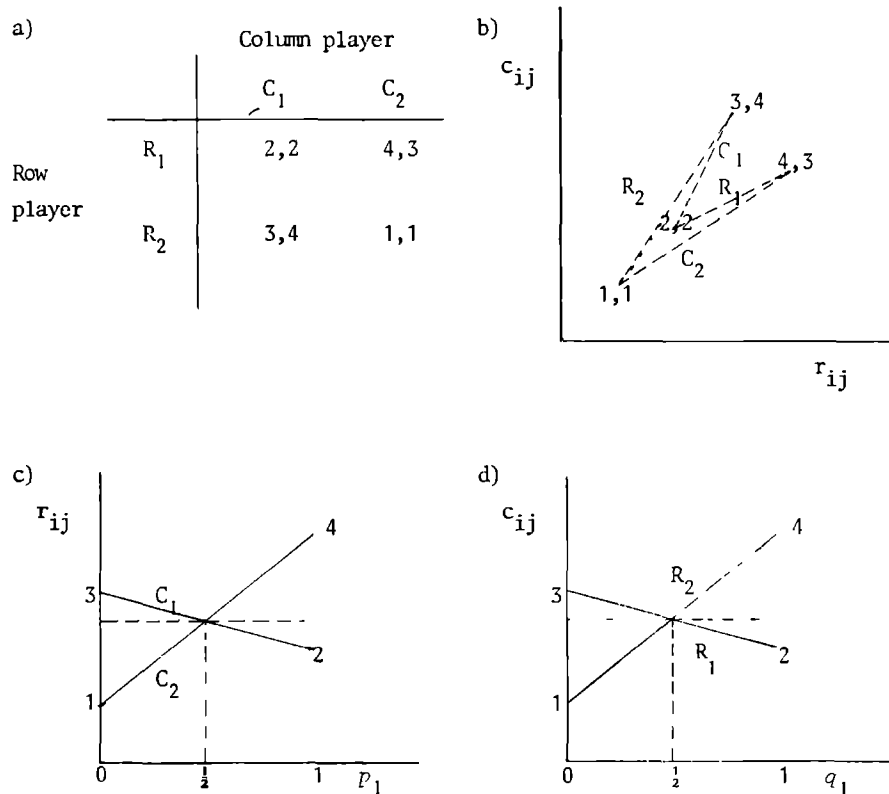 a)
Column player
C1 C2
R1 2,2 4,3
Row player
R2 3,4 1,1
b)
cij
3,4
C1
4,3
R2 R1
2,2
C2
1,1
rij
c)
rij
4
3 C1
2
1 C2
0 1/2 1 p1
d)
cij
4
R2
3
R1 2
1
0 1/2 1 q1